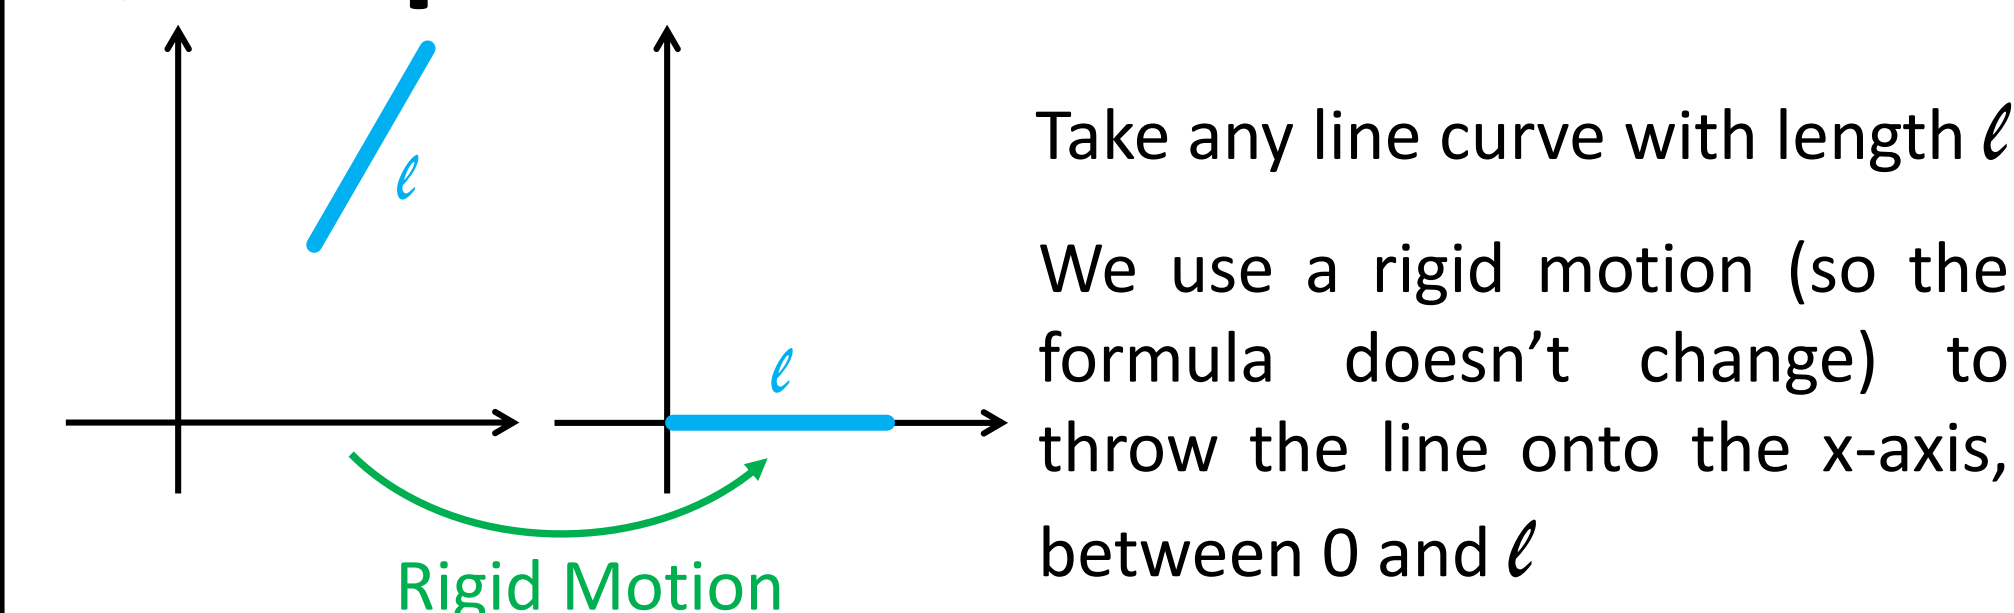 ℓ
ℓ
Rigid Motion
Take any line curve with length ℓ
We use a rigid motion (so the
formula doesn’t change) to
throw the line onto the x-axis,
between 0 and ℓ